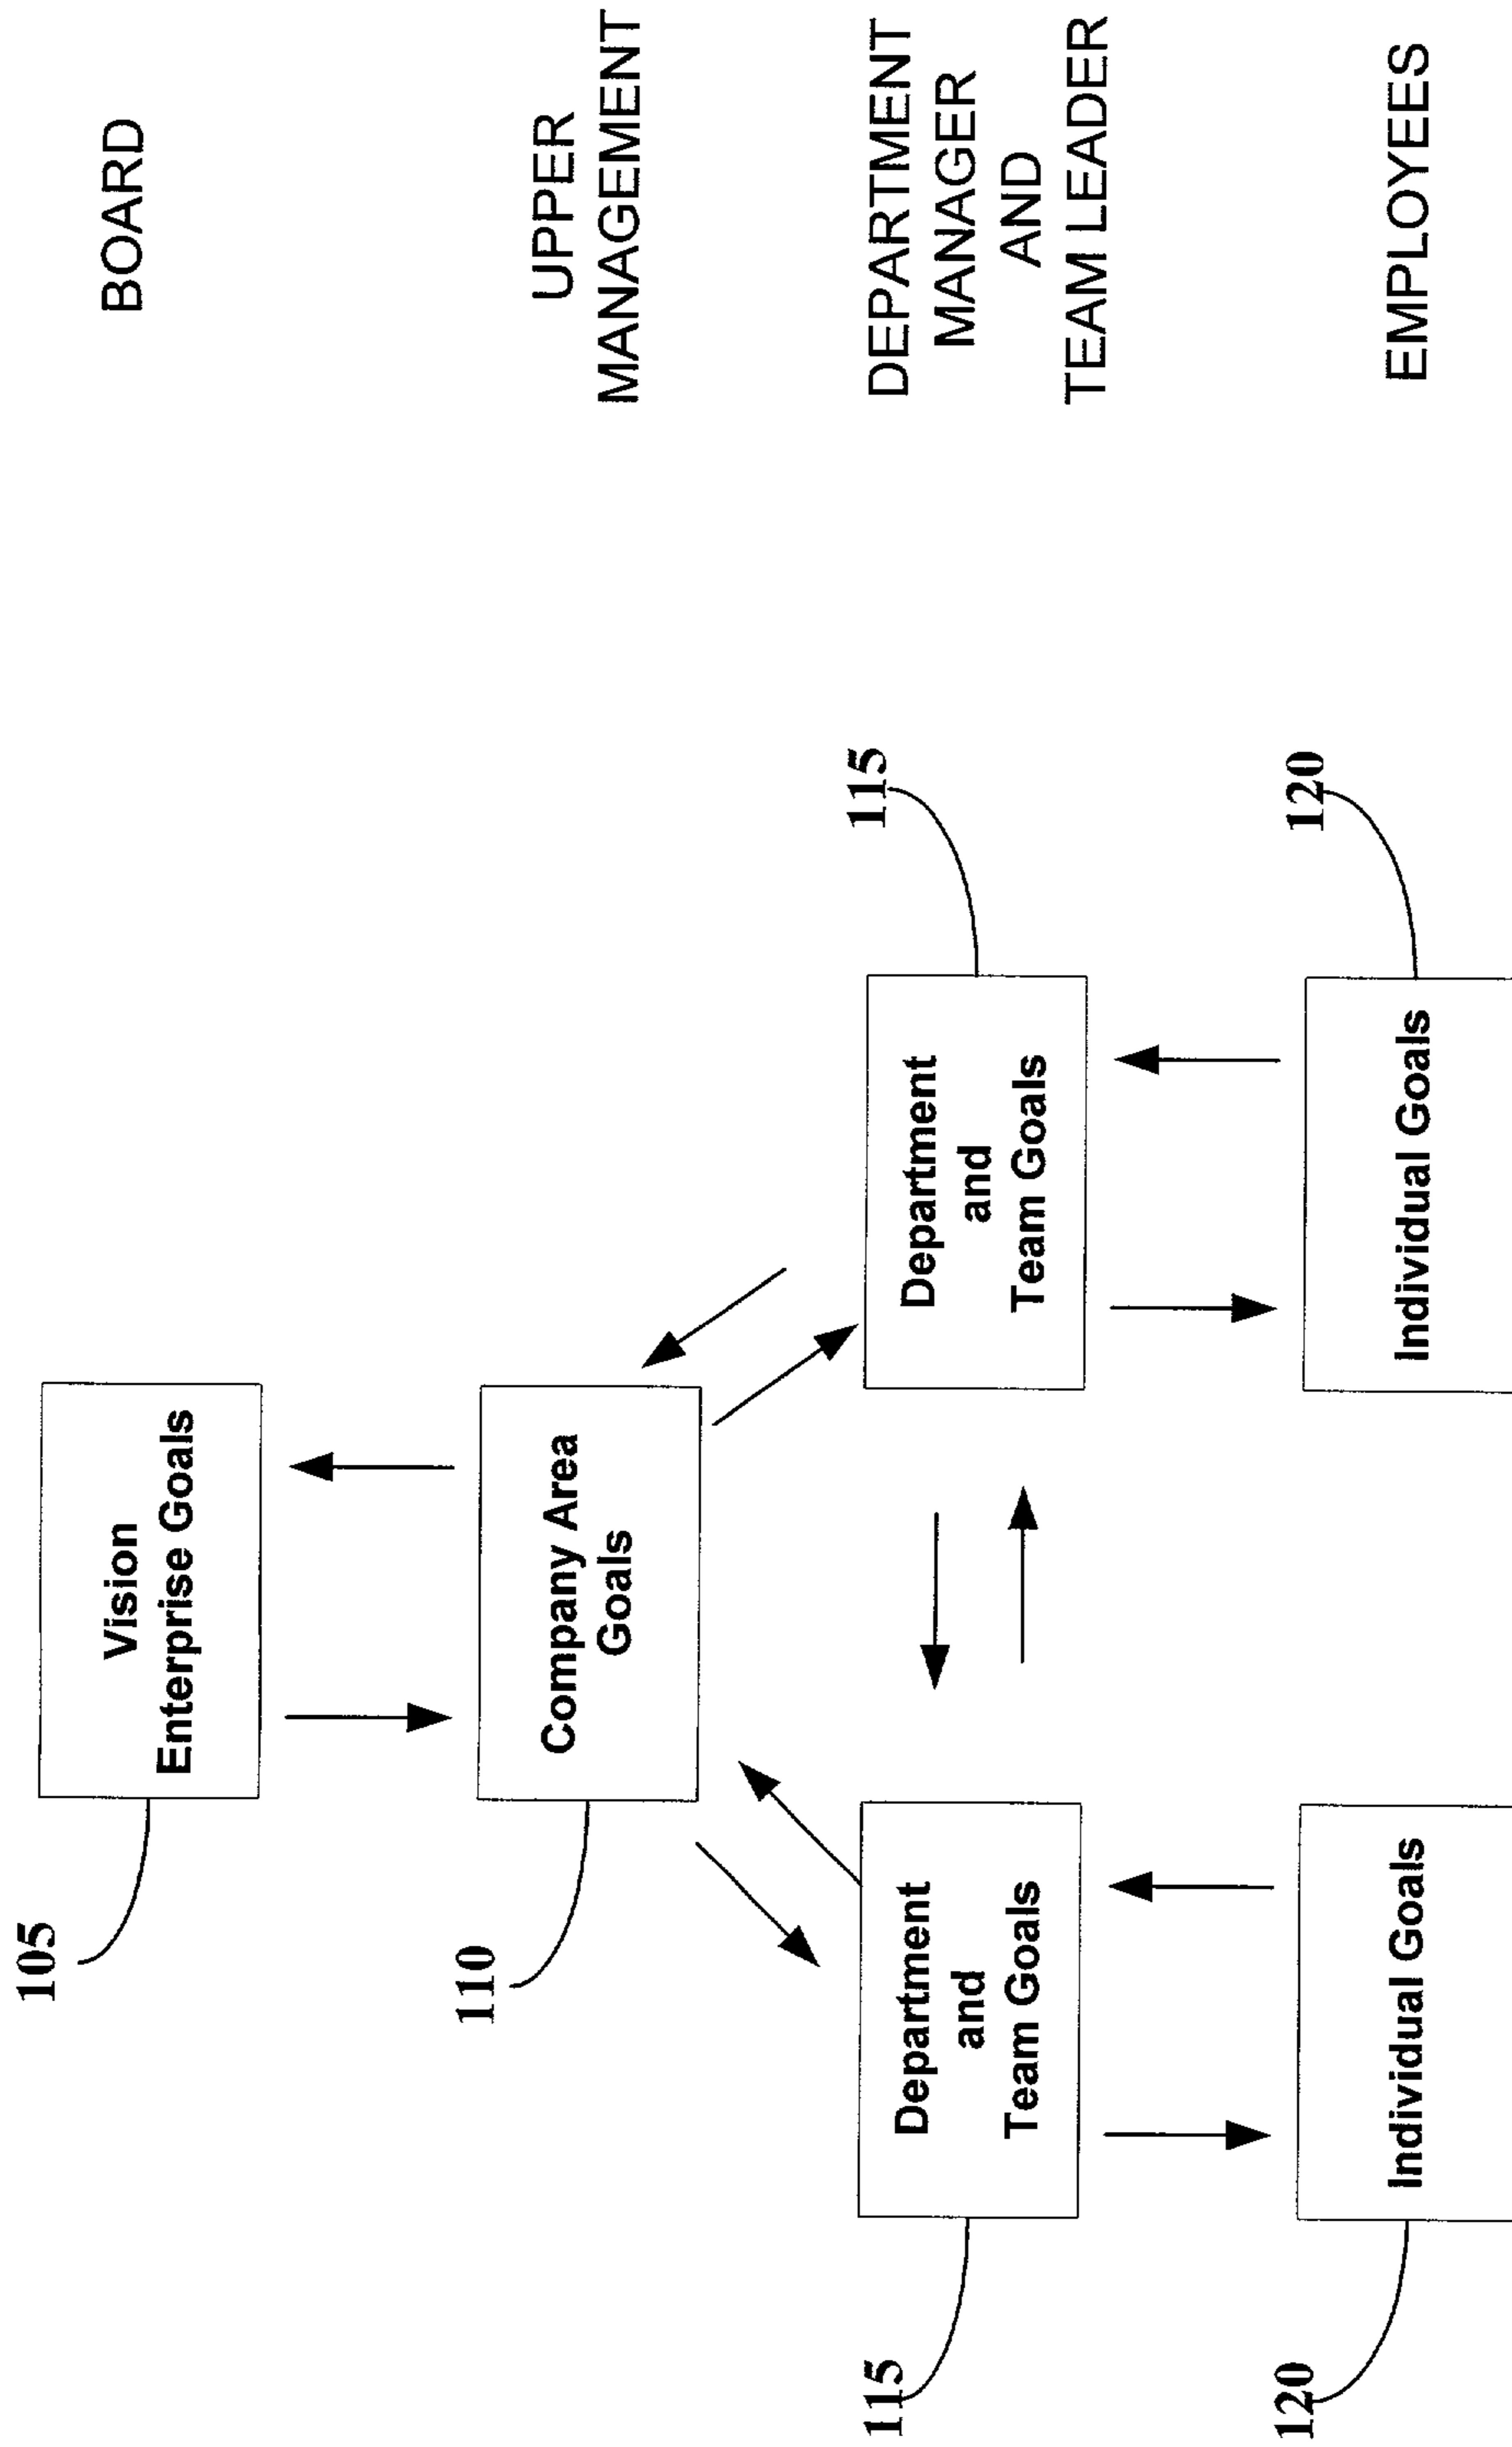 105
Vision
Enterprise Goals
BOARD
110
Company Area
Goals
UPPER
MANAGEMENT
115
Department
and
Team Goals
Department
and
Team Goals
115
DEPARTMENT
MANAGER
AND
TEAM LEADER
120
Individual Goals
Individual Goals
120
EMPLOYEES